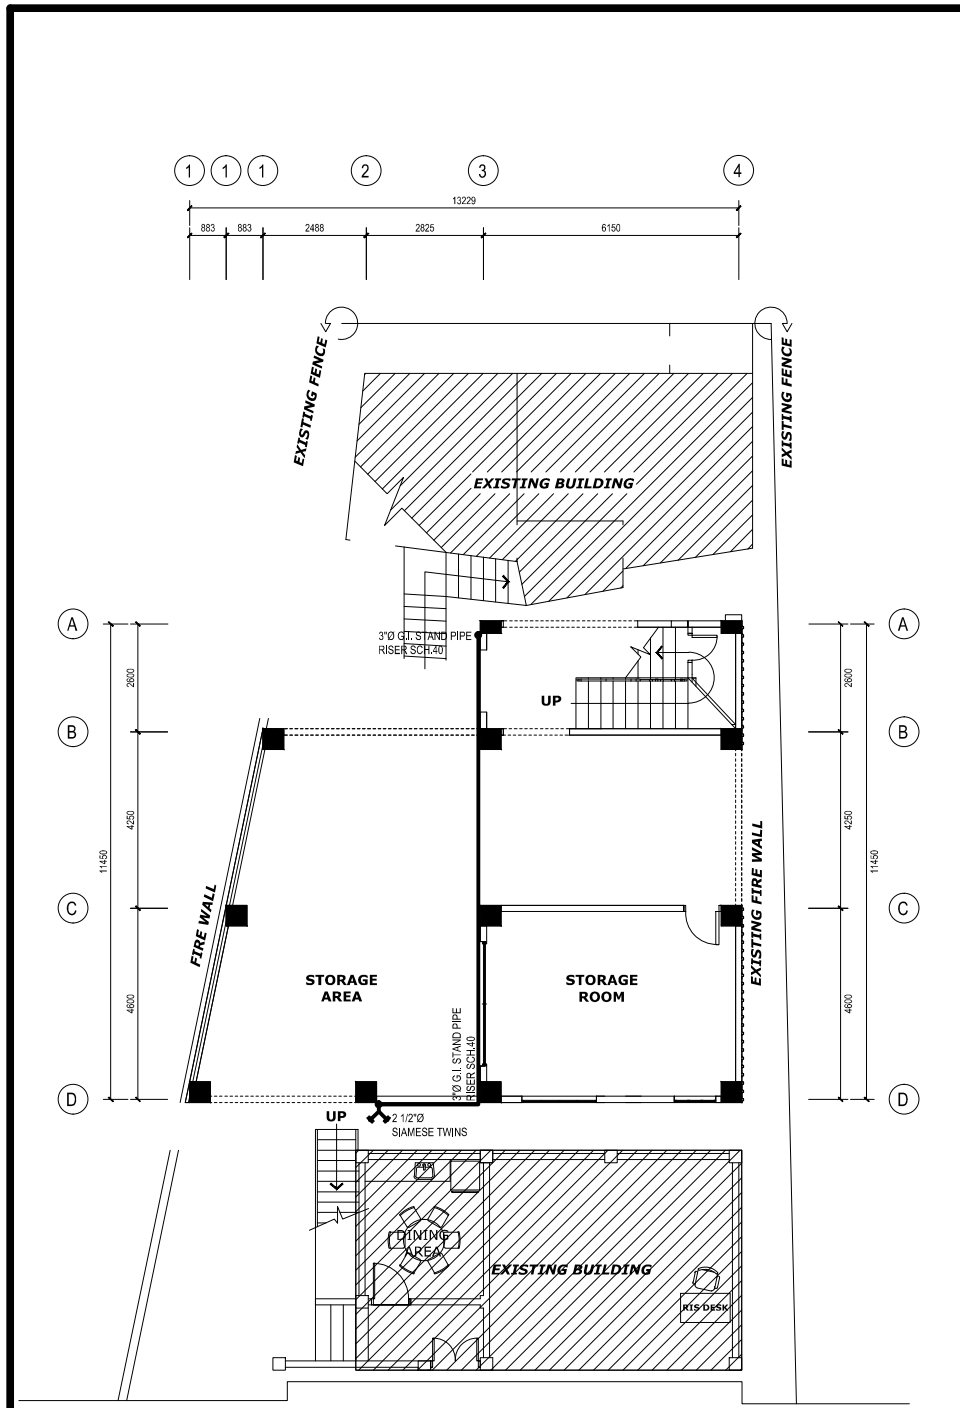 1 1 1 2 3 4
13229
883 883 2488 2825 6150
EXISTING FENCE
EXISTING FENCE
EXISTING BUILDING
A
A
3"Ø G.I. STAND PIPE
RISER SCH.40
2600
2600
UP
B
B
4250
4250
11450
11450
FIRE WALL
EXISTING FIRE WALL
C
C
STORAGE
AREA
STORAGE
ROOM
4600
4600
3"Ø G.I. STAND PIPE
RISER SCH.40
D
D
UP
2 1/2"Ø
SIAMESE TWINS
DINING
AREA
EXISTING BUILDING
RIS DESK